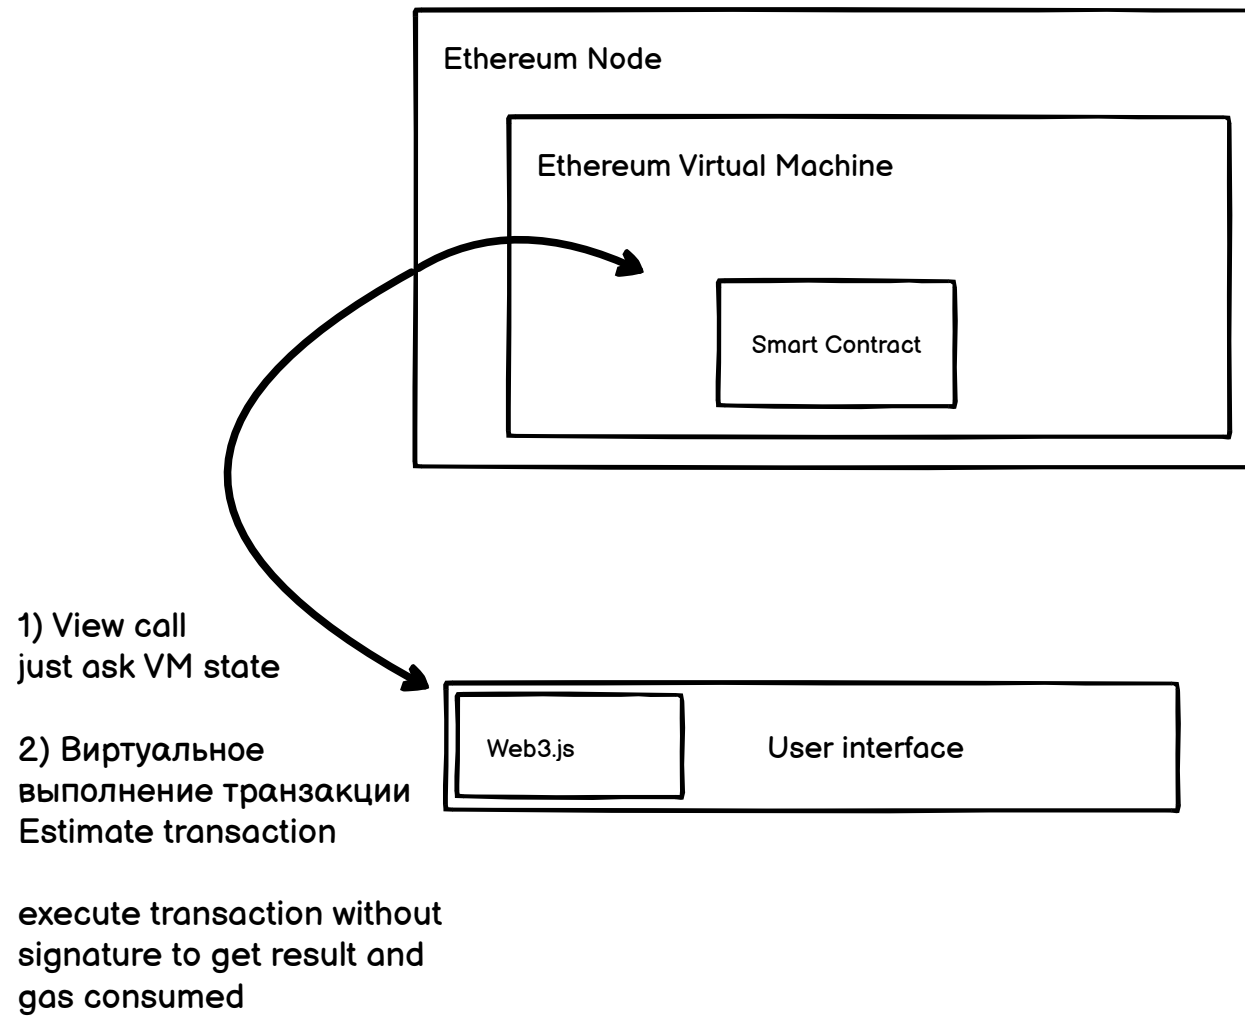 Ethereum Node
Ethereum Virtual Machine
Smart Contract
1) View call
just ask VM state
2) Виртуальное
выполнение транзакции
Estimate transaction
execute transaction without
signature to get result and
gas consumed
Web3.js
User interface